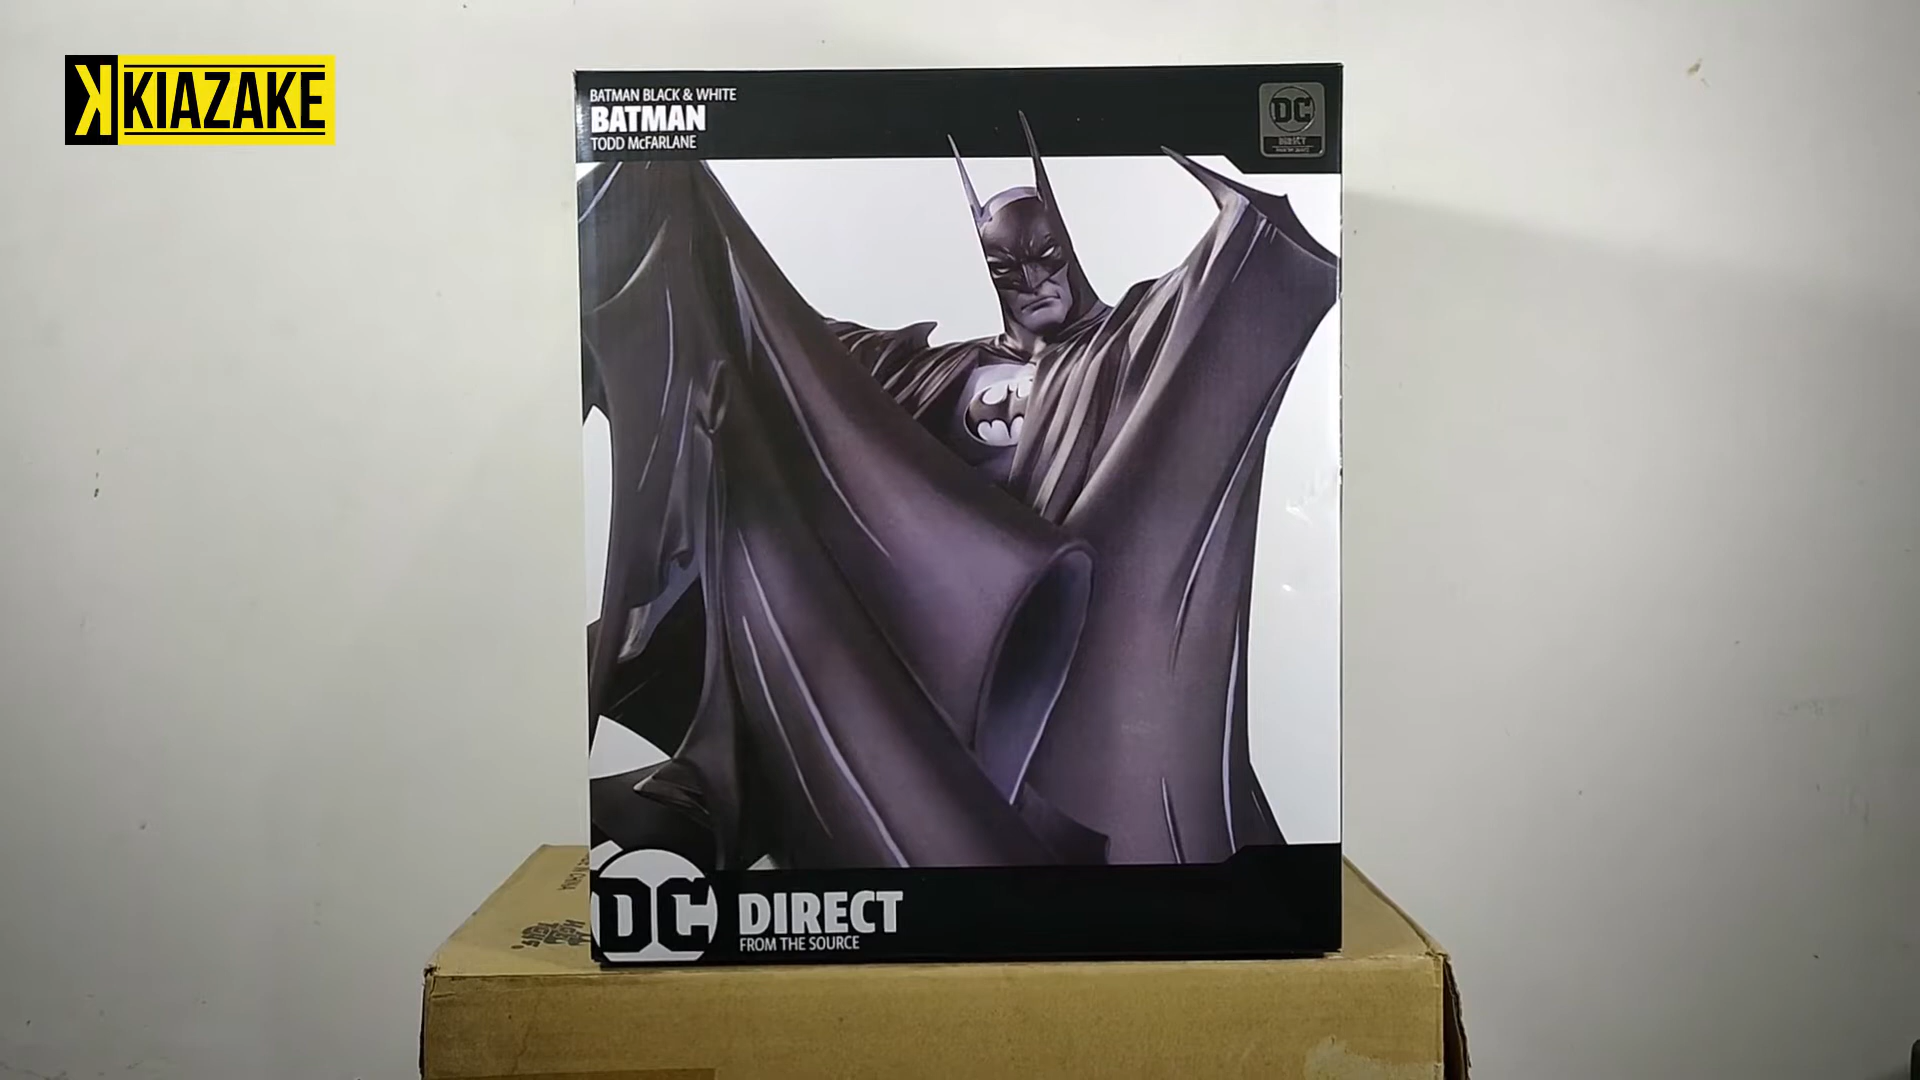 KIAZAKE
BATMAN BLACK & WHITE
BATMAN
TODD McFARLANE
DC
DIRECT
DC
DIRECT
FROM THE SOURCE